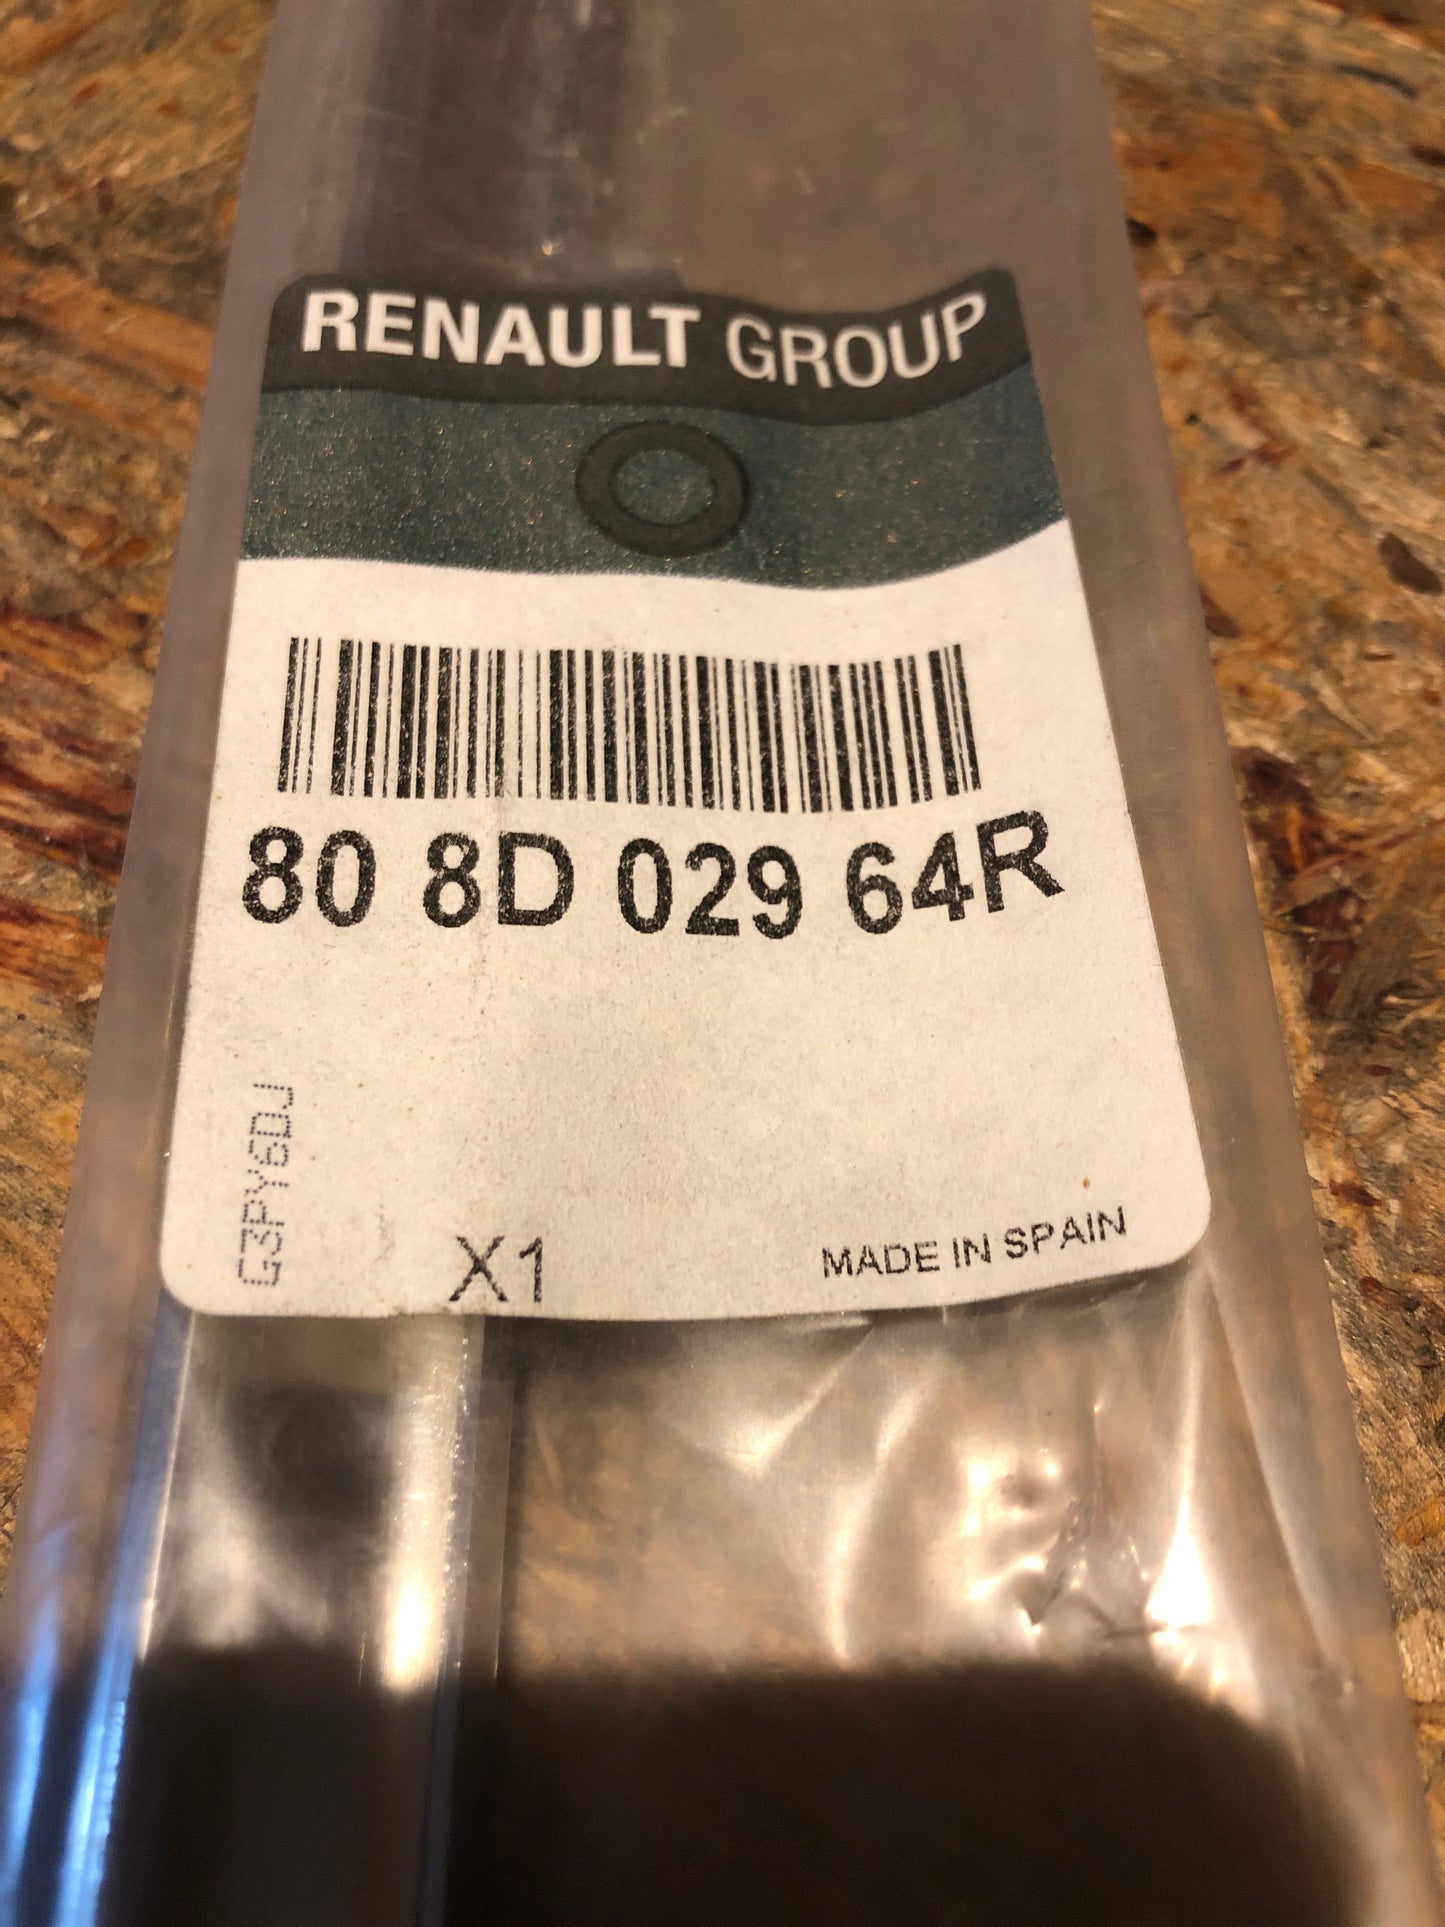 RENAULT GROUP
80 8D 029 64R
G3PY6DJ
X1
MADE IN SPAIN